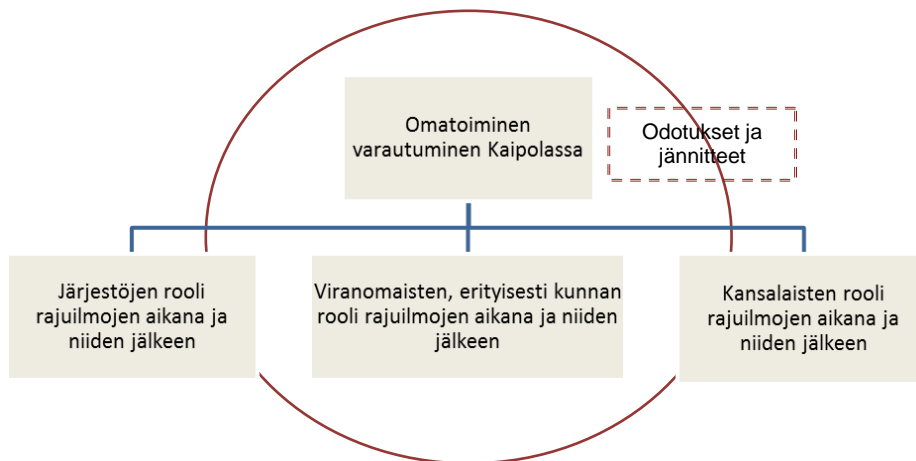 Omatoiminen
varautuminen Kaipolassa
Odotukset ja
jännitteet
Järjestöjen rooli
rajuilmojen aikana ja
niiden jälkeen
Viranomaisten, erityisesti kunnan
rooli rajuilmojen aikana ja niiden
jälkeen
Kansalaisten rooli
rajuilmojen aikana ja
niiden jälkeen